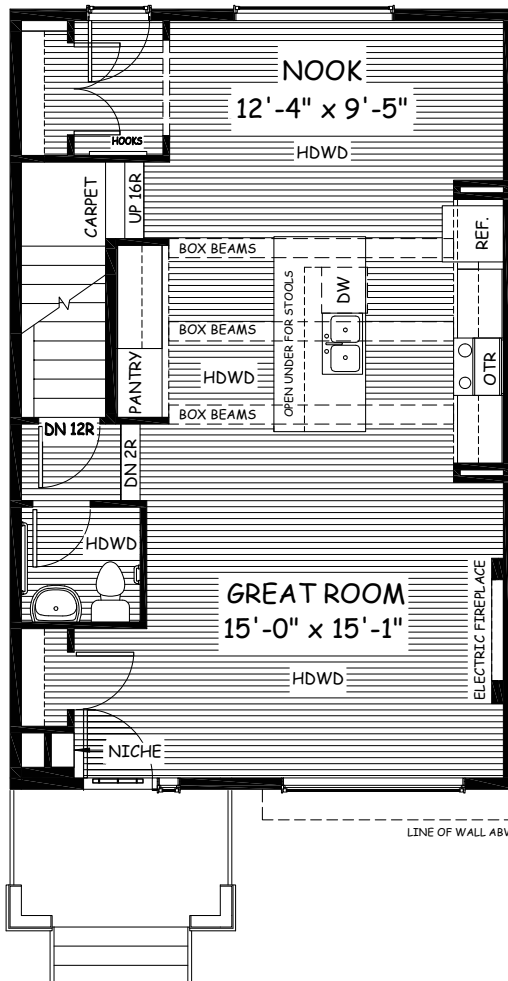 NOOK
12'-4" x 9'-5"
HDWD
HOOKS
CARPET
UP 16R
REF.
BOX BEAMS
OPEN UNDER FOR STOOLS
DW
BOX BEAMS
HDWD
PANTRY
OTR
BOX BEAMS
DN 12R
DN 2R
HDWD
GREAT ROOM
15'-0" x 15'-1"
HDWD
ELECTRIC FIREPLACE
NICHE
LINE OF WALL ABV